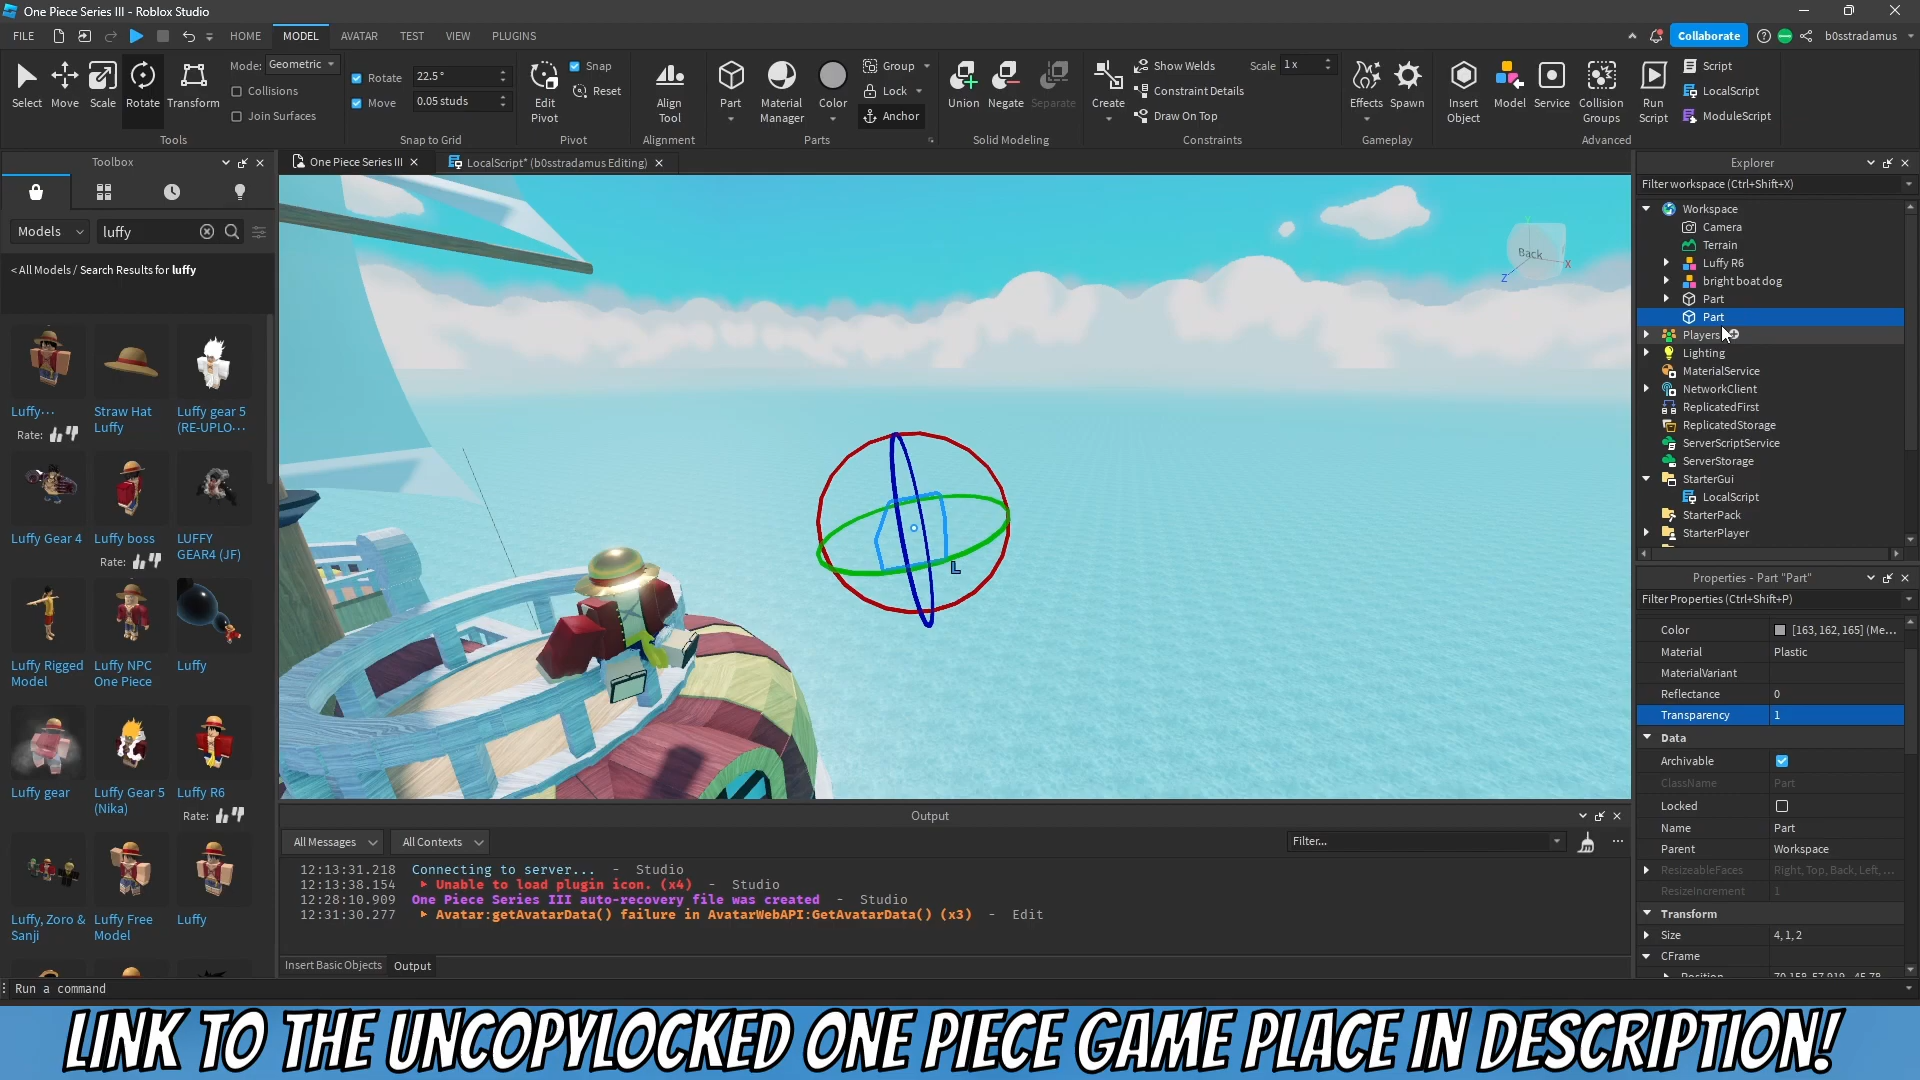 One Piece Series III - Roblox Studio
FILE HOME MODEL AVATAR TEST VIEW PLUGINS Collaborate b0sstradamus
Select Move Scale Rotate Transform
Mode: Geometric
Collisions
Join Surfaces
Tools
Rotate 22.5°
Move 0.05 studs
Snap to Grid
Edit Pivot
Snap
Reset
Pivot
Align Tool
Alignment
Part
Material Manager
Color
Group
Lock
Anchor
Parts
Union Negate Separate
Solid Modeling
Create
Show Welds
Constraint Details
Draw On Top
Scale 1 x
Constraints
Effects Spawn
Gameplay
Insert Object
Model
Service
Collision Groups
Run Script
Script
LocalScript
ModuleScript
Advanced
Toolbox
Models luffy
< All Models / Search Results for luffy
Luffy...
Rate:
Straw Hat Luffy
Luffy gear 5 (RE-UPLO...
Luffy Gear 4
Luffy boss
Rate:
LUFFY GEAR4 (JF)
Luffy Rigged Model
Luffy NPC One Piece
Luffy
Luffy gear
Luffy Gear 5 (Nika)
Luffy R6
Rate:
Luffy, Zoro & Sanji
Luffy Free Model
Luffy
One Piece Series III
LocalScript* (b0sstradamus Editing)
Back
X
Z
Y
L
Explorer
Filter workspace (Ctrl+Shift+X)
Workspace
Camera
Terrain
Luffy R6
bright boat dog
Part
Part
Players
Lighting
MaterialService
NetworkClient
ReplicatedFirst
ReplicatedStorage
ServerScriptService
ServerStorage
StarterGui
LocalScript
StarterPack
StarterPlayer
Properties - Part "Part"
Filter Properties (Ctrl+Shift+P)
Color [163, 162, 165] (Me...
Material Plastic
MaterialVariant
Reflectance 0
Transparency 1
Data
Archivable
ClassName Part
Locked
Name Part
Parent Workspace
ResizeableFaces Right, Top, Back, Left, ...
ResizeIncrement 1
Transform
Size 4, 1, 2
CFrame
Position 70.158, 57.919, -45.78
Output
All Messages All Contexts Filter...
12:13:31.218 Connecting to server... - Studio
12:13:38.154 Unable to load plugin icon. (x4) - Studio
12:28:10.909 One Piece Series III auto-recovery file was created - Studio
12:31:30.277 Avatar:getAvatarData() failure in AvatarWebAPI:GetAvatarData() (x3) - Edit
Insert Basic Objects Output
Run a command
LINK TO THE UNCOPYLOCKED ONE PIECE GAME PLACE IN DESCRIPTION!